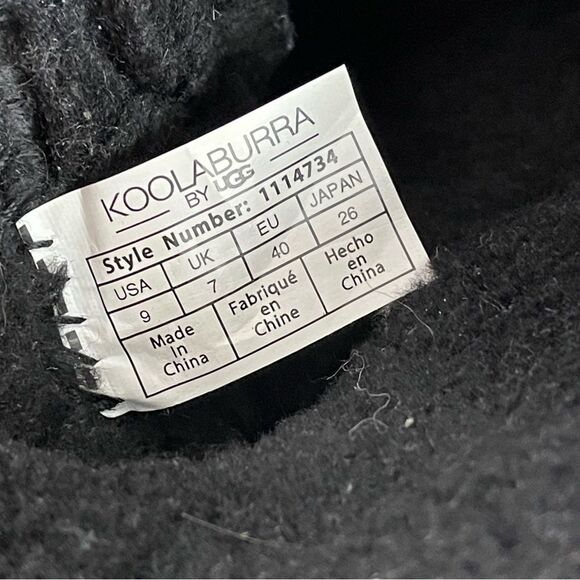 KOOLABURRA
BY UGG
Style Number: 1114734
USA UK EU JAPAN
9 7 40 26
Made in China Fabriqué en Chine Hecho en China